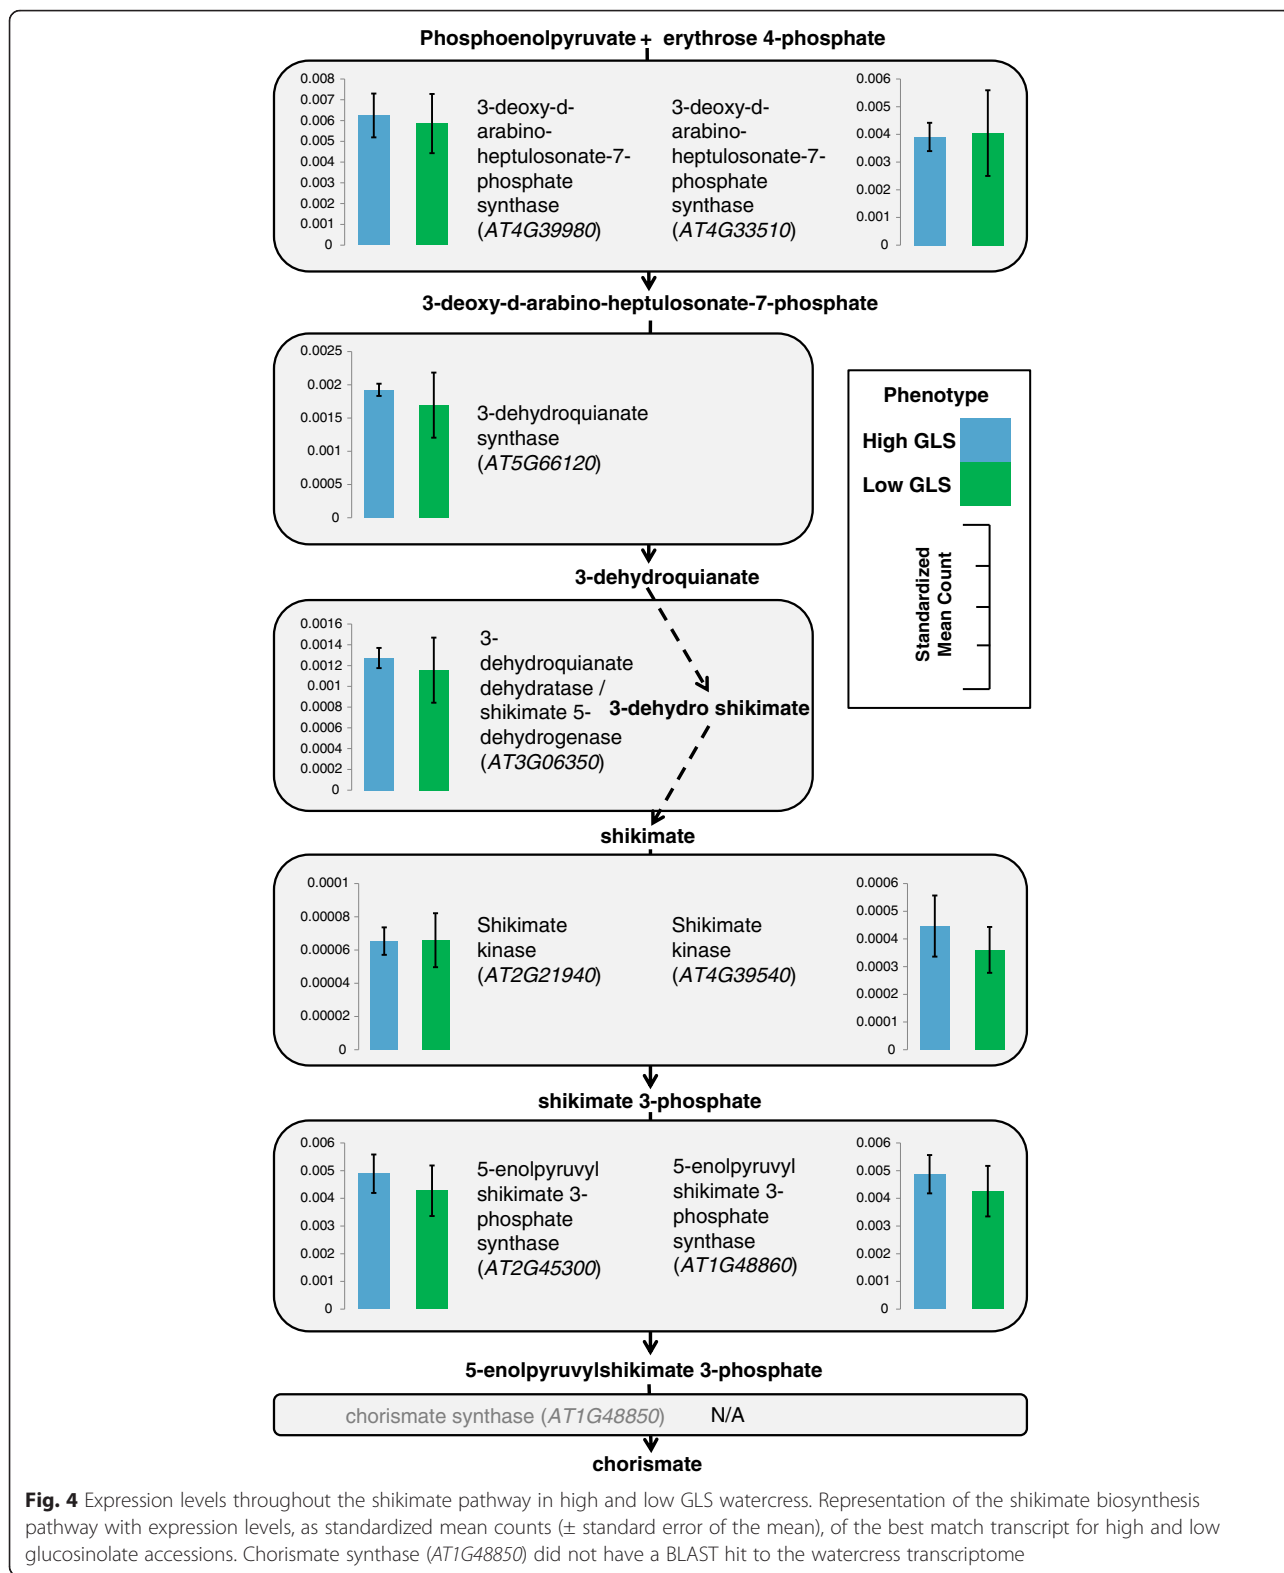 Phosphoenolpyruvate + erythrose 4-phosphate
0.008
0.007
0.006
0.005
0.004
0.003
0.002
0.001
0
3-deoxy-d-
arabino-
heptulosonate-7-
phosphate
synthase
(AT4G39980)
3-deoxy-d-
arabino-
heptulosonate-7-
phosphate
synthase
(AT4G33510)
0.006
0.005
0.004
0.003
0.002
0.001
0
3-deoxy-d-arabino-heptulosonate-7-phosphate
0.0025
0.002
0.0015
0.001
0.0005
0
3-dehydroquianate
synthase
(AT5G66120)
Phenotype
High GLS
Low GLS
Standardized
Mean Count
3-dehydroquianate
0.0016
0.0014
0.0012
0.001
0.0008
0.0006
0.0004
0.0002
0
3-
dehydroquianate
dehydratase /
shikimate 5-
dehydrogenase
(AT3G06350)
3-dehydro shikimate
shikimate
0.0001
0.00008
0.00006
0.00004
0.00002
0
Shikimate
kinase
(AT2G21940)
Shikimate
kinase
(AT4G39540)
0.0006
0.0005
0.0004
0.0003
0.0002
0.0001
0
shikimate 3-phosphate
0.006
0.005
0.004
0.003
0.002
0.001
0
5-enolpyruvyl
shikimate 3-
phosphate
synthase
(AT2G45300)
5-enolpyruvyl
shikimate 3-
phosphate
synthase
(AT1G48860)
0.006
0.005
0.004
0.003
0.002
0.001
0
5-enolpyruvylshikimate 3-phosphate
chorismate synthase (AT1G48850) N/A
chorismate
Fig. 4 Expression levels throughout the shikimate pathway in high and low GLS watercress. Representation of the shikimate biosynthesis
pathway with expression levels, as standardized mean counts (± standard error of the mean), of the best match transcript for high and low
glucosinolate accessions. Chorismate synthase (AT1G48850) did not have a BLAST hit to the watercress transcriptome